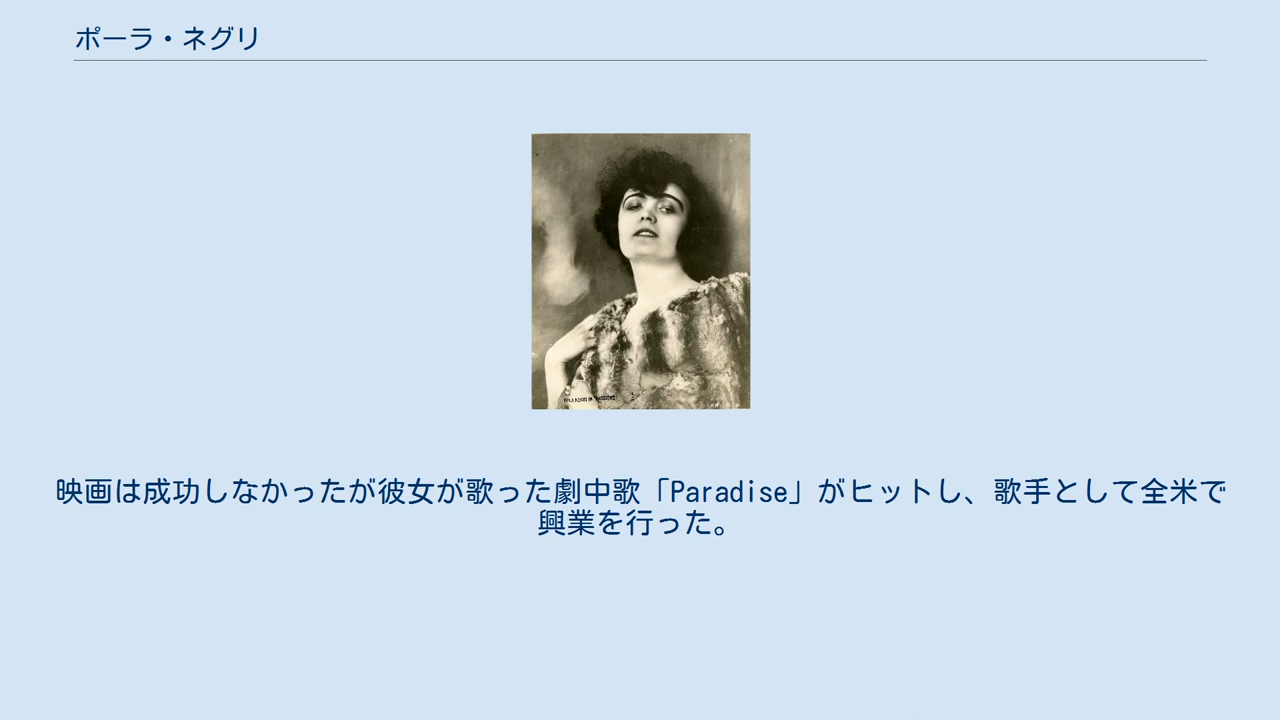 ポーラ・ネグリ
映画は成功しなかったが彼女が歌った劇中歌「Paradise」がヒットし、歌手として全米で
興業を行った。